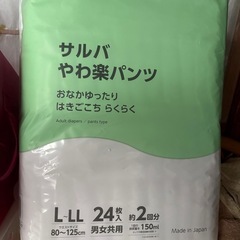 サルバ
やわ楽パンツ
おなかゆったり
はきごこち らくらく
Adult diapers / pants type
L-LL
80〜125cm
24枚入
男女共用
約2回分
150ml
Made in Japan